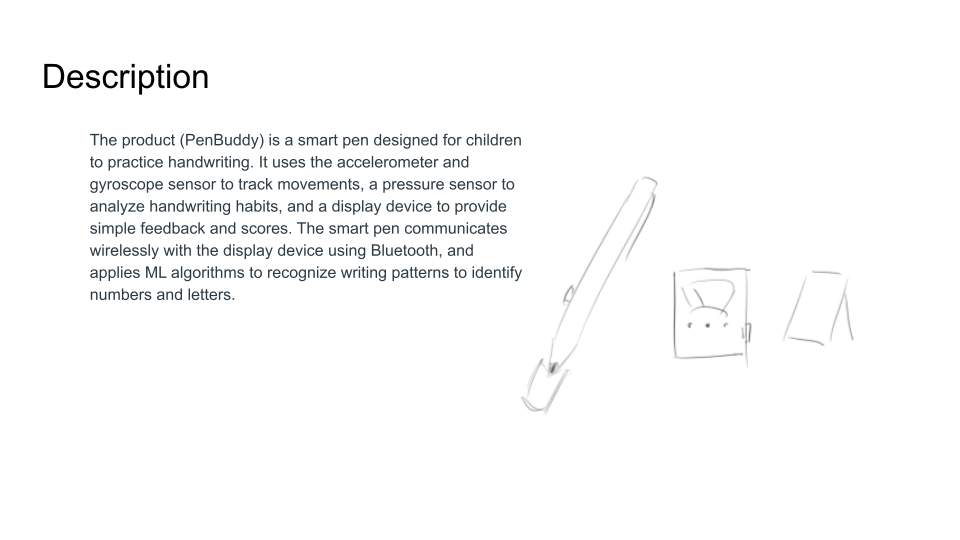 Description
The product (PenBuddy) is a smart pen designed for children
to practice handwriting. It uses the accelerometer and
gyroscope sensor to track movements, a pressure sensor to
analyze handwriting habits, and a display device to provide
simple feedback and scores. The smart pen communicates
wirelessly with the display device using Bluetooth, and
applies ML algorithms to recognize writing patterns to identify
numbers and letters.